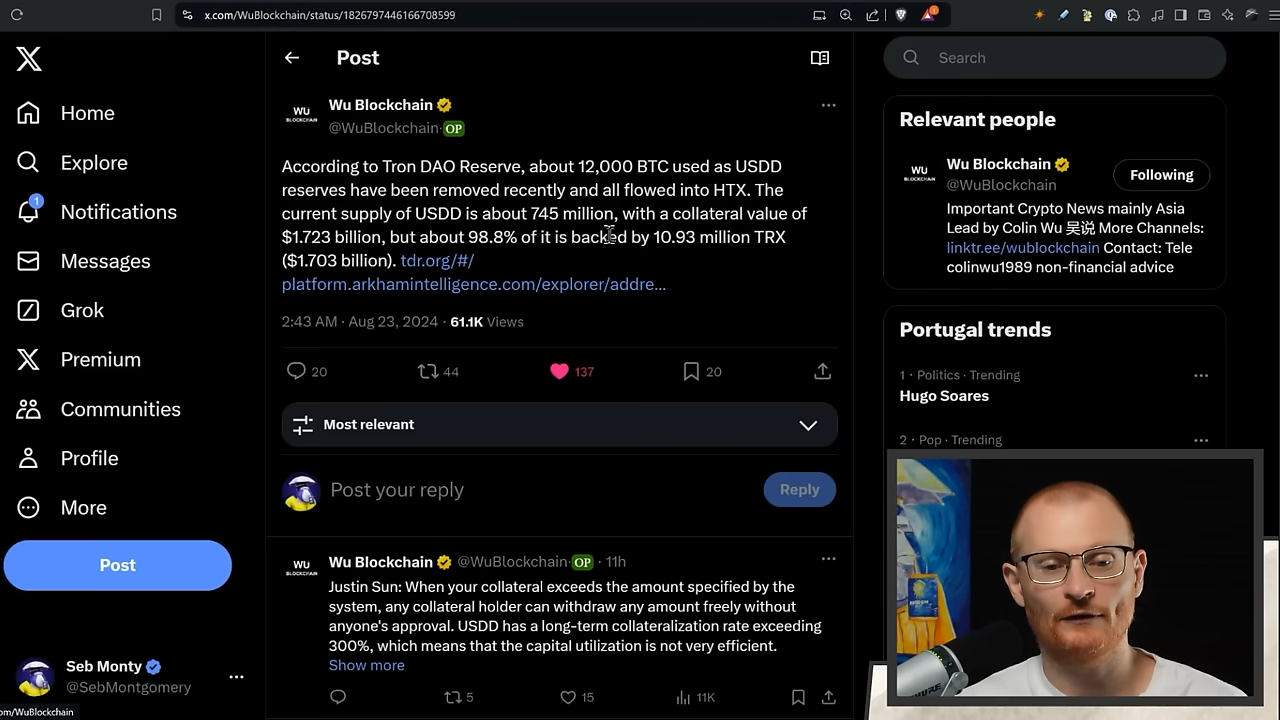 x.com/WuBlockchain/status/1826797446166708599
Home
Explore
1
Notifications
Messages
Grok
Premium
Communities
Profile
More
Post
Seb Monty
@SebMontgomery
om/WuBlockchain
Post
WU
BLOCKCHAIN
Wu Blockchain
@WuBlockchain· OP
According to Tron DAO Reserve, about 12,000 BTC used as USDD
reserves have been removed recently and all flowed into HTX. The
current supply of USDD is about 745 million, with a collateral value of
$1.723 billion, but about 98.8% of it is backed by 10.93 million TRX
($1.703 billion). tdr.org/#/
platform.arkhamintelligence.com/explorer/addre…
2:43 AM · Aug 23, 2024 · 61.1K Views
20 44 137 20
Most relevant
Post your reply
Reply
WU
BLOCKCHAIN
Wu Blockchain @WuBlockchain· OP · 11h
Justin Sun: When your collateral exceeds the amount specified by the
system, any collateral holder can withdraw any amount freely without
anyone's approval. USDD has a long-term collateralization rate exceeding
300%, which means that the capital utilization is not very efficient.
Show more
5 15 11K
Search
Relevant people
WU
BLOCKCHAIN
Wu Blockchain
@WuBlockchain
Following
Important Crypto News mainly Asia
Lead by Colin Wu 吴说 More Channels:
linktr.ee/wublockchain Contact: Tele
colinwu1989 non-financial advice
Portugal trends
1 · Politics · Trending
Hugo Soares
2 · Pop · Trending